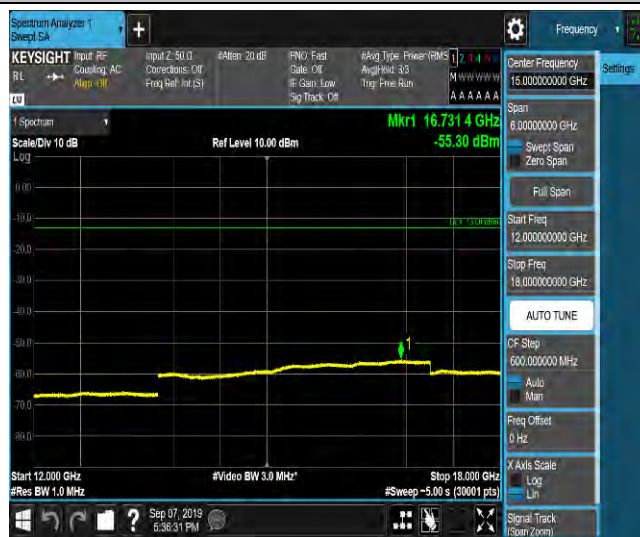 Spectrum Analyzer 1
Swept SA
Frequency
KEYSIGHT
RL
Input: RF
Coupling: AC
Align: Off
Input Z: 50 Ω
Corrections: Off
Freq Ref: Int (S)
#Atten: 20 dB
PNO: Fast
Gate: Off
IF Gain: Low
Sig Track: Off
#Avg Type: Power (RMS
Avg|Hold: 3/3
Trig: Free Run
M W W W W W
A A A A A A
1 Spectrum
Scale/Div 10 dB
Log
Ref Level 10.00 dBm
Mkr1 16.731 4 GHz
-55.30 dBm
0.00
-10.0
-20.0
-30.0
-40.0
-50.0
-60.0
-70.0
-80.0
1
Start 12.000 GHz
#Res BW 1.0 MHz
#Video BW 3.0 MHz*
Stop 18.000 GHz
#Sweep ~5.00 s (30001 pts)
Sep 07, 2019
5:36:31 PM
Center Frequency
15.000000000 GHz
Settings
Span
6.00000000 GHz
Swept Span
Zero Span
Full Span
Start Freq
12.000000000 GHz
Stop Freq
18.000000000 GHz
AUTO TUNE
CF Step
600.000000 MHz
Auto
Man
Freq Offset
0 Hz
X Axis Scale
Log
Lin
Signal Track
(Span Zoom)